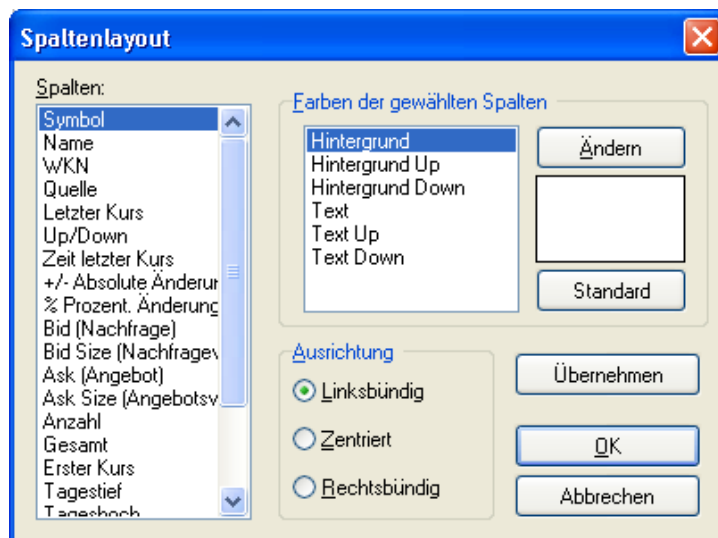 Spaltenlayout
Spalten:
Symbol
Name
WKN
Quelle
Letzter Kurs
Up/Down
Zeit letzter Kurs
+/- Absolute Änderur
% Prozent. Änderung
Bid (Nachfrage)
Bid Size (Nachfragev
Ask (Angebot)
Ask Size (Angebotsv
Anzahl
Gesamt
Erster Kurs
Tagestief
Tageshoch
Farben der gewählten Spalten
Hintergrund
Hintergrund Up
Hintergrund Down
Text
Text Up
Text Down
Ändern
Standard
Ausrichtung
Linksbündig
Zentriert
Rechtsbündig
Übernehmen
OK
Abbrechen